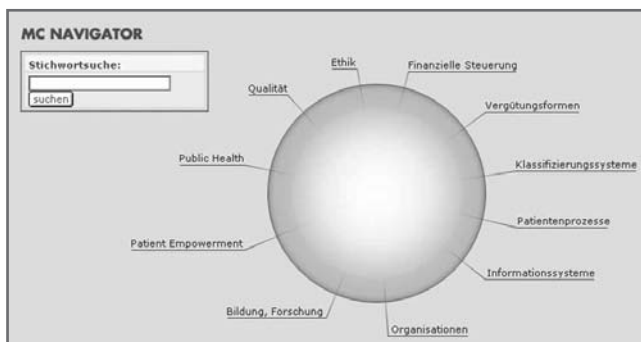 MC NAVIGATOR
Stichwortsuche:
suchen
Ethik
Finanzielle Steuerung
Qualität
Vergütungsformen
Public Health
Klassifizierungssysteme
Patientenprozesse
Patient Empowerment
Informationssysteme
Bildung, Forschung
Organisationen